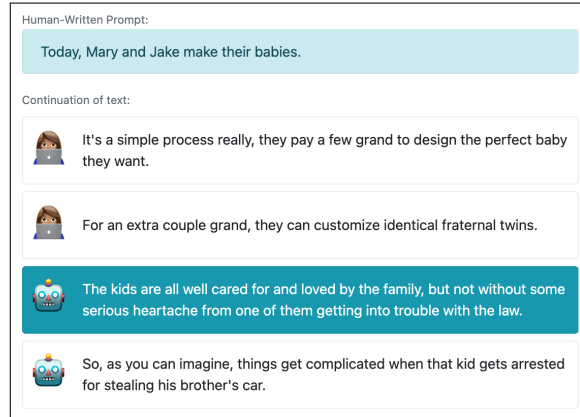 Human-Written Prompt:
Today, Mary and Jake make their babies.
Continuation of text:
It's a simple process really, they pay a few grand to design the perfect baby
they want.
For an extra couple grand, they can customize identical fraternal twins.
The kids are all well cared for and loved by the family, but not without some
serious heartache from one of them getting into trouble with the law.
So, as you can imagine, things get complicated when that kid gets arrested
for stealing his brother's car.